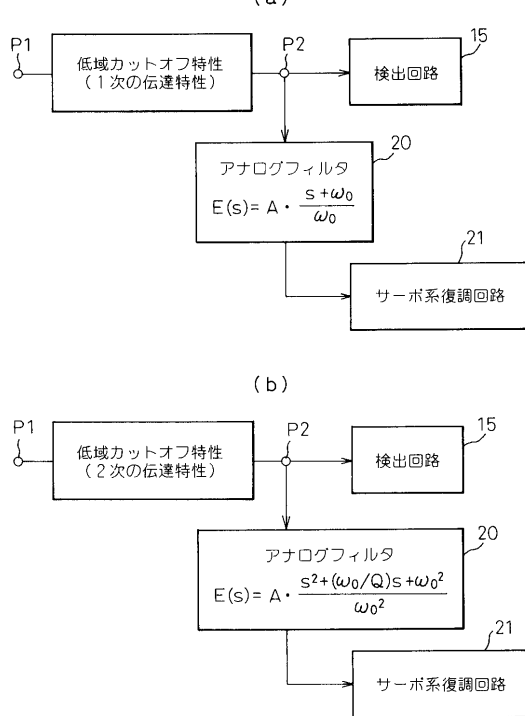 (a)
P1
低域カットオフ特性
(1次の伝達特性)
P2
15
検出回路
20
アナログフィルタ
E(s)= A・(s+ω0)/ω0
21
サーボ系復調回路
(b)
P1
低域カットオフ特性
(2次の伝達特性)
P2
15
検出回路
20
アナログフィルタ
E(s)= A・(s²+(ω0/Q)s+ω0²)/ω0²
21
サーボ系復調回路